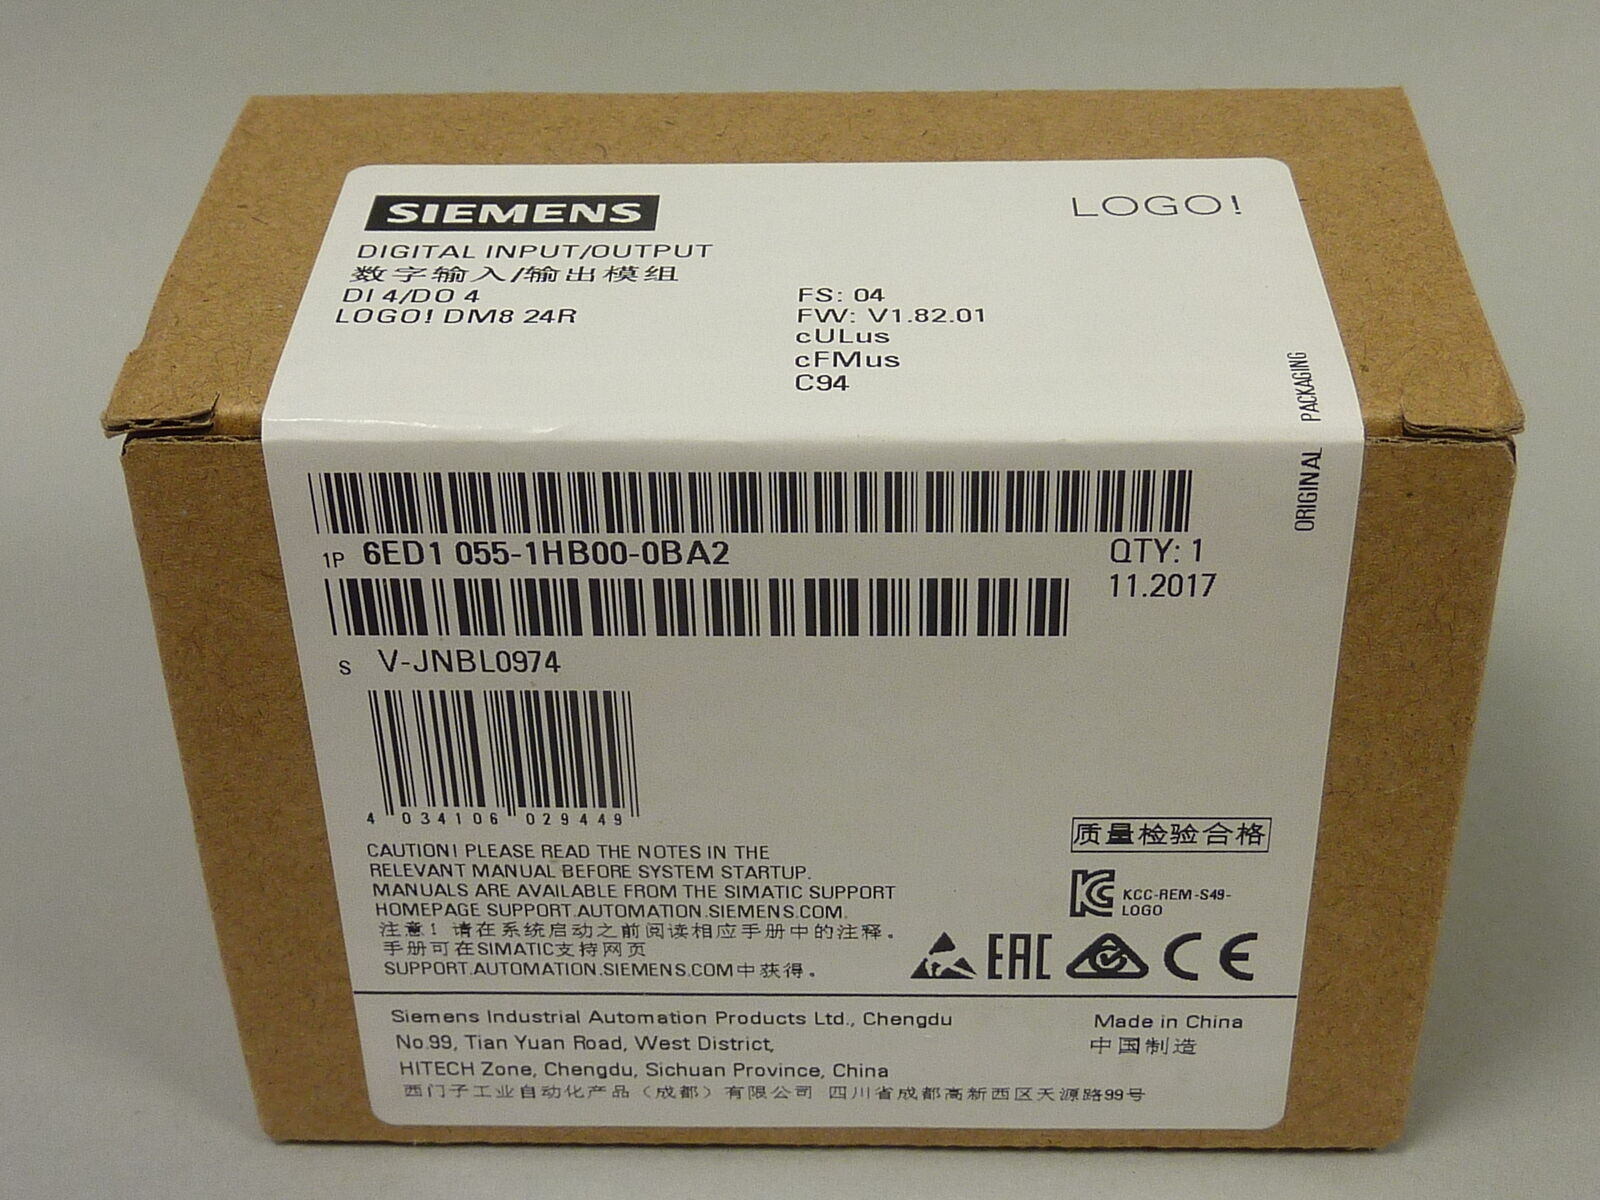 SIEMENS
LOGO!
DIGITAL INPUT/OUTPUT
数字输入/输出模组
DI 4/DO 4
LOGO! DM8 24R
FS: 04
FW: V1.82.01
cULus
cFMus
C94
ORIGINAL PACKAGING
1P 6ED1 055-1HB00-0BA2
QTY: 1
11.2017
S V-JNBL0974
4 034106 029449
CAUTION! PLEASE READ THE NOTES IN THE
RELEVANT MANUAL BEFORE SYSTEM STARTUP.
MANUALS ARE AVAILABLE FROM THE SIMATIC SUPPORT
HOMEPAGE SUPPORT.AUTOMATION.SIEMENS.COM.
注意！请在系统启动之前阅读相应手册中的注释。
手册可在SIMATIC支持网页
SUPPORT.AUTOMATION.SIEMENS.COM中获得。
质量检验合格
KCC-REM-S49-
LOGO
EAC
CE
Siemens Industrial Automation Products Ltd., Chengdu
No.99, Tian Yuan Road, West District,
HITECH Zone, Chengdu, Sichuan Province, China
西门子工业自动化产品（成都）有限公司 四川省成都高新西区天源路99号
Made in China
中国制造